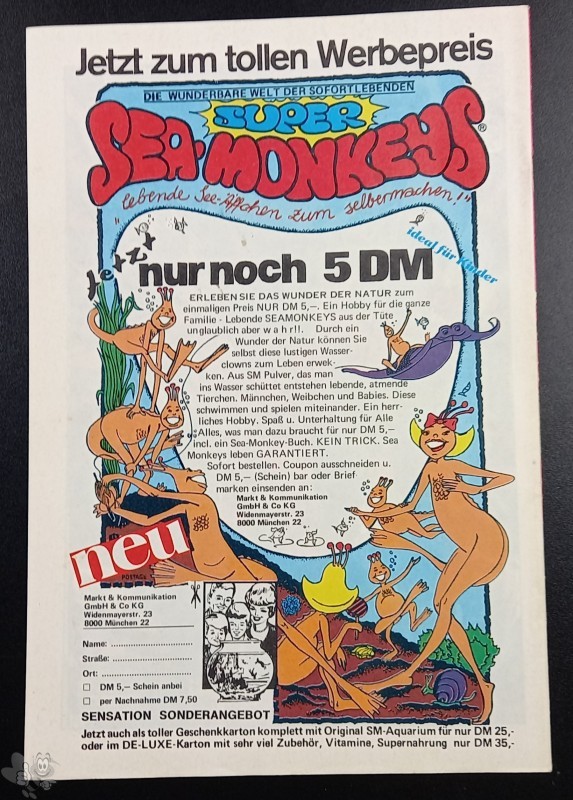 Jetzt zum tollen Werbepreis
DIE WUNDERBARE WELT DER SOFORTLEBENDEN
SUPER
SEA-MONKEYS®
"lebende See-Äffchen zum selbermachen!"
ideal für Kinder
Jetzt
nur noch 5 DM
ERLEBEN SIE DAS WUNDER DER NATUR zum
einmaligen Preis NUR DM 5,—. Ein Hobby für die ganze
Familie - Lebende SEAMONKEYS aus der Tüte
unglaublich aber w a h r!!. Durch ein
Wunder der Natur können Sie
selbst diese lustigen Wasser-
clowns zum Leben erwek-
ken. Aus SM Pulver, das man
ins Wasser schüttet entstehen lebende, atmende
Tierchen. Männchen, Weibchen und Babies. Diese
schwimmen und spielen miteinander. Ein herr-
liches Hobby. Spaß u. Unterhaltung für Alle
Alles, was man dazu braucht für nur DM 5,—
incl. ein Sea-Monkey-Buch. KEIN TRICK. Sea
Monkeys leben GARANTIERT.
Sofort bestellen. Coupon ausschneiden u.
DM 5,— (Schein) bar oder Brief
marken einsenden an:
Markt & Kommunikation
GmbH & Co KG
Widenmayerstr. 23
8000 München 22
neu
POSTAGE
Markt & Kommunikation
GmbH & Co KG
Widenmayerstr. 23
8000 München 22
Name:
Straße:
Ort:
DM 5,— Schein anbei
per Nachnahme DM 7,50
SENSATION SONDERANGEBOT
Jetzt auch als toller Geschenkkarton komplett mit Original SM-Aquarium für nur DM 25,-
oder im DE-LUXE-Karton mit sehr viel Zubehör, Vitamine, Supernahrung nur DM 35,-